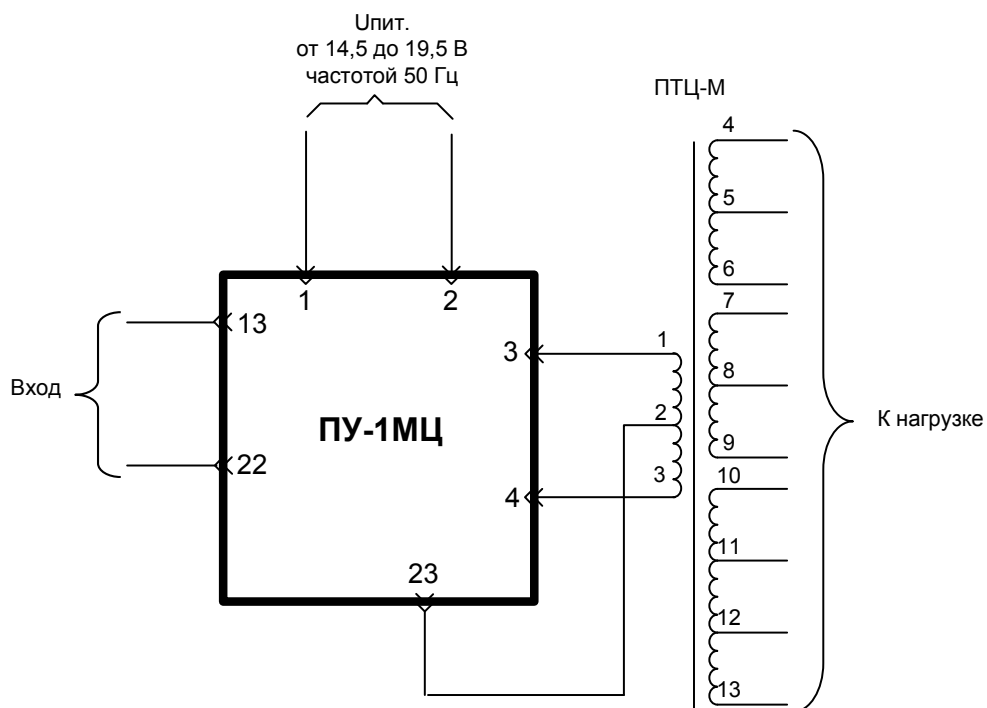 Uпит.
от 14,5 до 19,5 В
частотой 50 Гц
ПТЦ-М
4
5
6
7
8
9
10
11
12
13
1
2
3
К нагрузке
1
2
13
22
3
4
23
ПУ-1МЦ
Вход